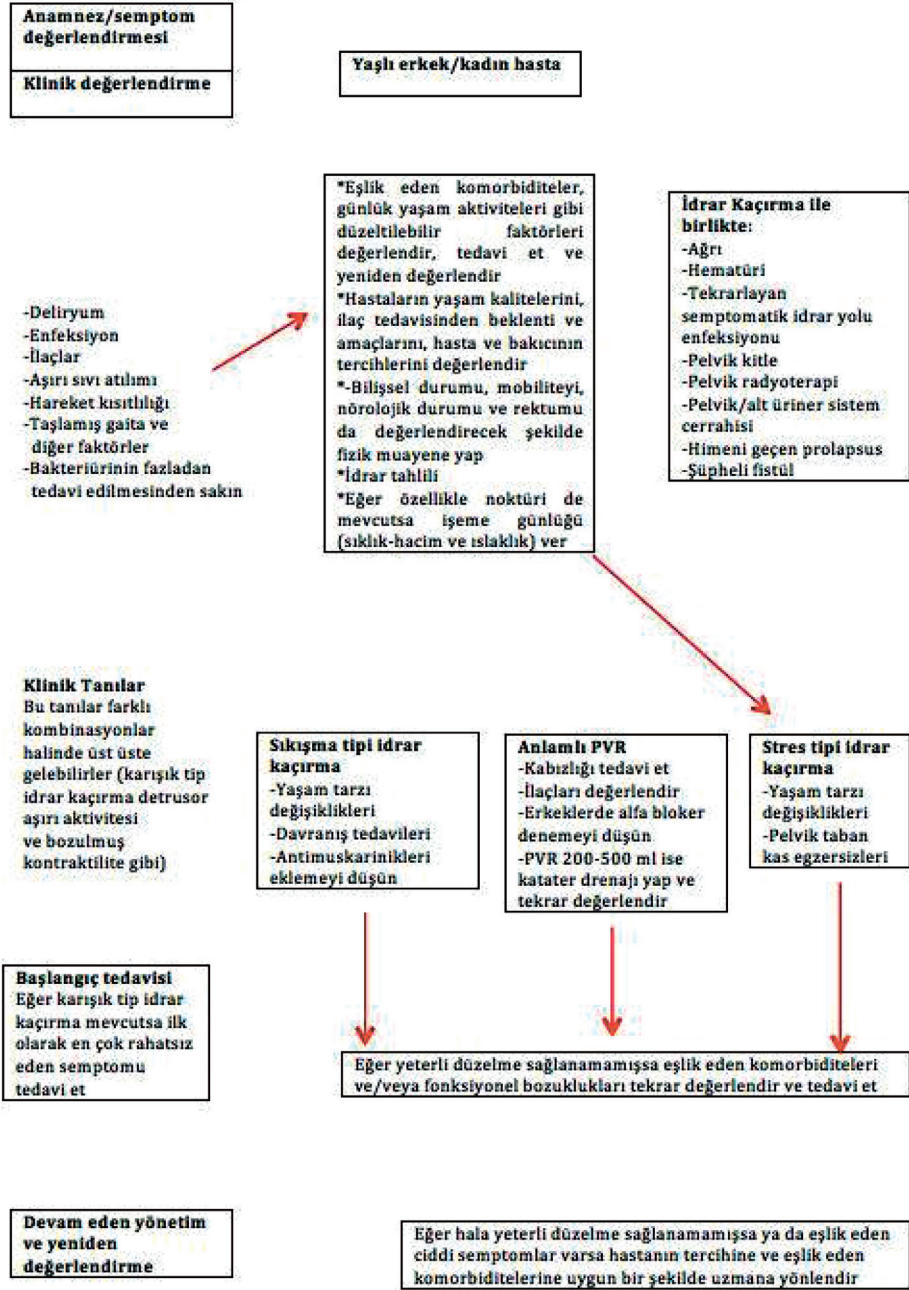 Anamnez/semptom
değerlendirmesi
Klinik değerlendirme
Yaşlı erkek/kadın hasta
-Deliryum
-Enfeksiyon
-İlaçlar
-Aşırı sıvı atılımı
-Hareket kısıtlılığı
-Taşlamış gaita ve
diğer faktörler
-Bakteriürinin fazladan
tedavi edilmesinden sakın
*Eşlik eden komorbiditeler,
günlük yaşam aktiviteleri gibi
düzeltilebilir faktörleri
değerlendir, tedavi et ve
yeniden değerlendir
*Hastaların yaşam kalitelerini,
ilaç tedavisinden beklenti ve
amaçlarını, hasta ve bakıcının
tercihlerini değerlendir
*-Bilişsel durumu, mobiliteyi,
nörolojik durumu ve rektumu
da değerlendirecek şekilde
fizik muayene yap
*İdrar tahlili
*Eğer özellikle noktüri de
mevcutsa işeme günlüğü
(sıklık-hacim ve ıslaklık) ver
İdrar Kaçırma ile
birlikte:
-Ağrı
-Hematüri
-Tekrarlayan
semptomatik idrar yolu
enfeksiyonu
-Pelvik kitle
-Pelvik radyoterapi
-Pelvik/alt üriner sistem
cerrahisi
-Himeni geçen prolapsus
-Şüpheli fistül
Klinik Tanılar
Bu tanılar farklı
kombinasyonlar
halinde üst üste
gelebilirler (karışık tip
idrar kaçırma detrusor
aşırı aktivitesi
ve bozulmuş
kontraktilite gibi)
Sıkışma tipi idrar
kaçırma
-Yaşam tarzı
değişiklikleri
-Davranış tedavileri
-Antimuskarinikleri
eklemeyi düşün
Anlamlı PVR
-Kabızlığı tedavi et
-İlaçları değerlendir
-Erkeklerde alfa bloker
denemeyi düşün
-PVR 200-500 ml ise
katater drenajı yap ve
tekrar değerlendir
Stres tipi idrar
kaçırma
-Yaşam tarzı
değişiklikleri
-Pelvik taban
kas egzersizleri
Başlangıç tedavisi
Eğer karışık tip idrar
kaçırma mevcutsa ilk
olarak en çok rahatsız
eden semptomu
tedavi et
Eğer yeterli düzelme sağlanamamışsa eşlik eden komorbiditeleri
ve/veya fonksiyonel bozuklukları tekrar değerlendir ve tedavi et
Devam eden yönetim
ve yeniden
değerlendirme
Eğer hala yeterli düzelme sağlanamamışsa ya da eşlik eden
ciddi semptomlar varsa hastanın tercihine ve eşlik eden
komorbiditelerine uygun bir şekilde uzmana yönlendir